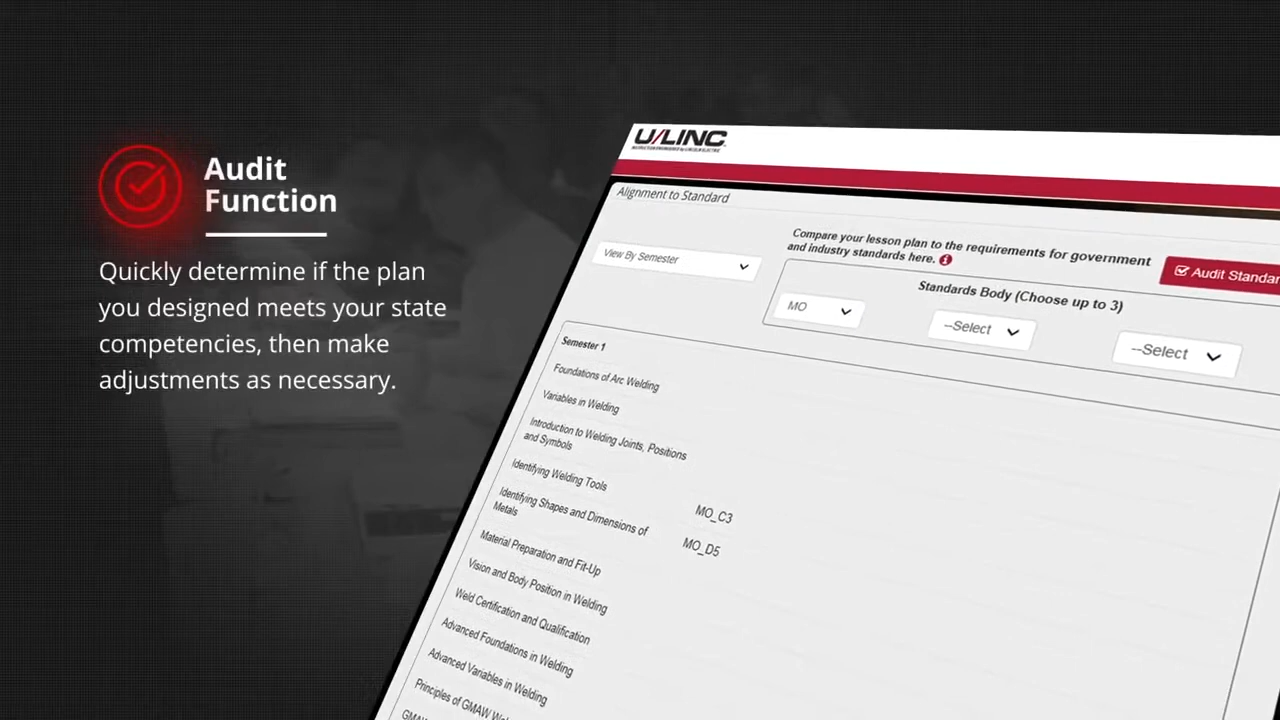 Audit
Function
Quickly determine if the plan
you designed meets your state
competencies, then make
adjustments as necessary.
U/LINC
Alignment to Standard
View By Semester
Compare your lesson plan to the requirements for government
and industry standards here.
Audit Standar
Standards Body (Choose up to 3)
MO
--Select
--Select
Semester 1
Foundations of Arc Welding
Variables in Welding
Introduction to Welding Joints, Positions
and Symbols
Identifying Welding Tools
MO_C3
Identifying Shapes and Dimensions of
Metals
MO_D5
Material Preparation and Fit-Up
Vision and Body Position in Welding
Weld Certification and Qualification
Advanced Foundations in Welding
Advanced Variables in Welding
Principles of GMAW